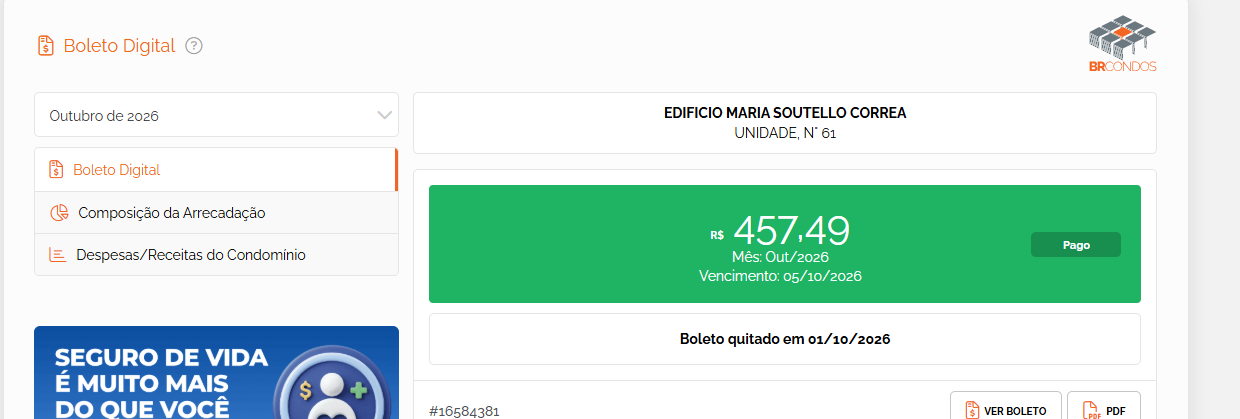 Boleto Digital ?
BRCONDOS
Outubro de 2026
Boleto Digital
Composição da Arrecadação
Despesas/Receitas do Condomínio
SEGURO DE VIDA
É MUITO MAIS
DO QUE VOCÊ
EDIFICIO MARIA SOUTELLO CORREA
UNIDADE, N° 61
R$ 457,49
Mês: Out/2026
Vencimento: 05/10/2026
Pago
Boleto quitado em 01/10/2026
#16584381
VER BOLETO
PDF